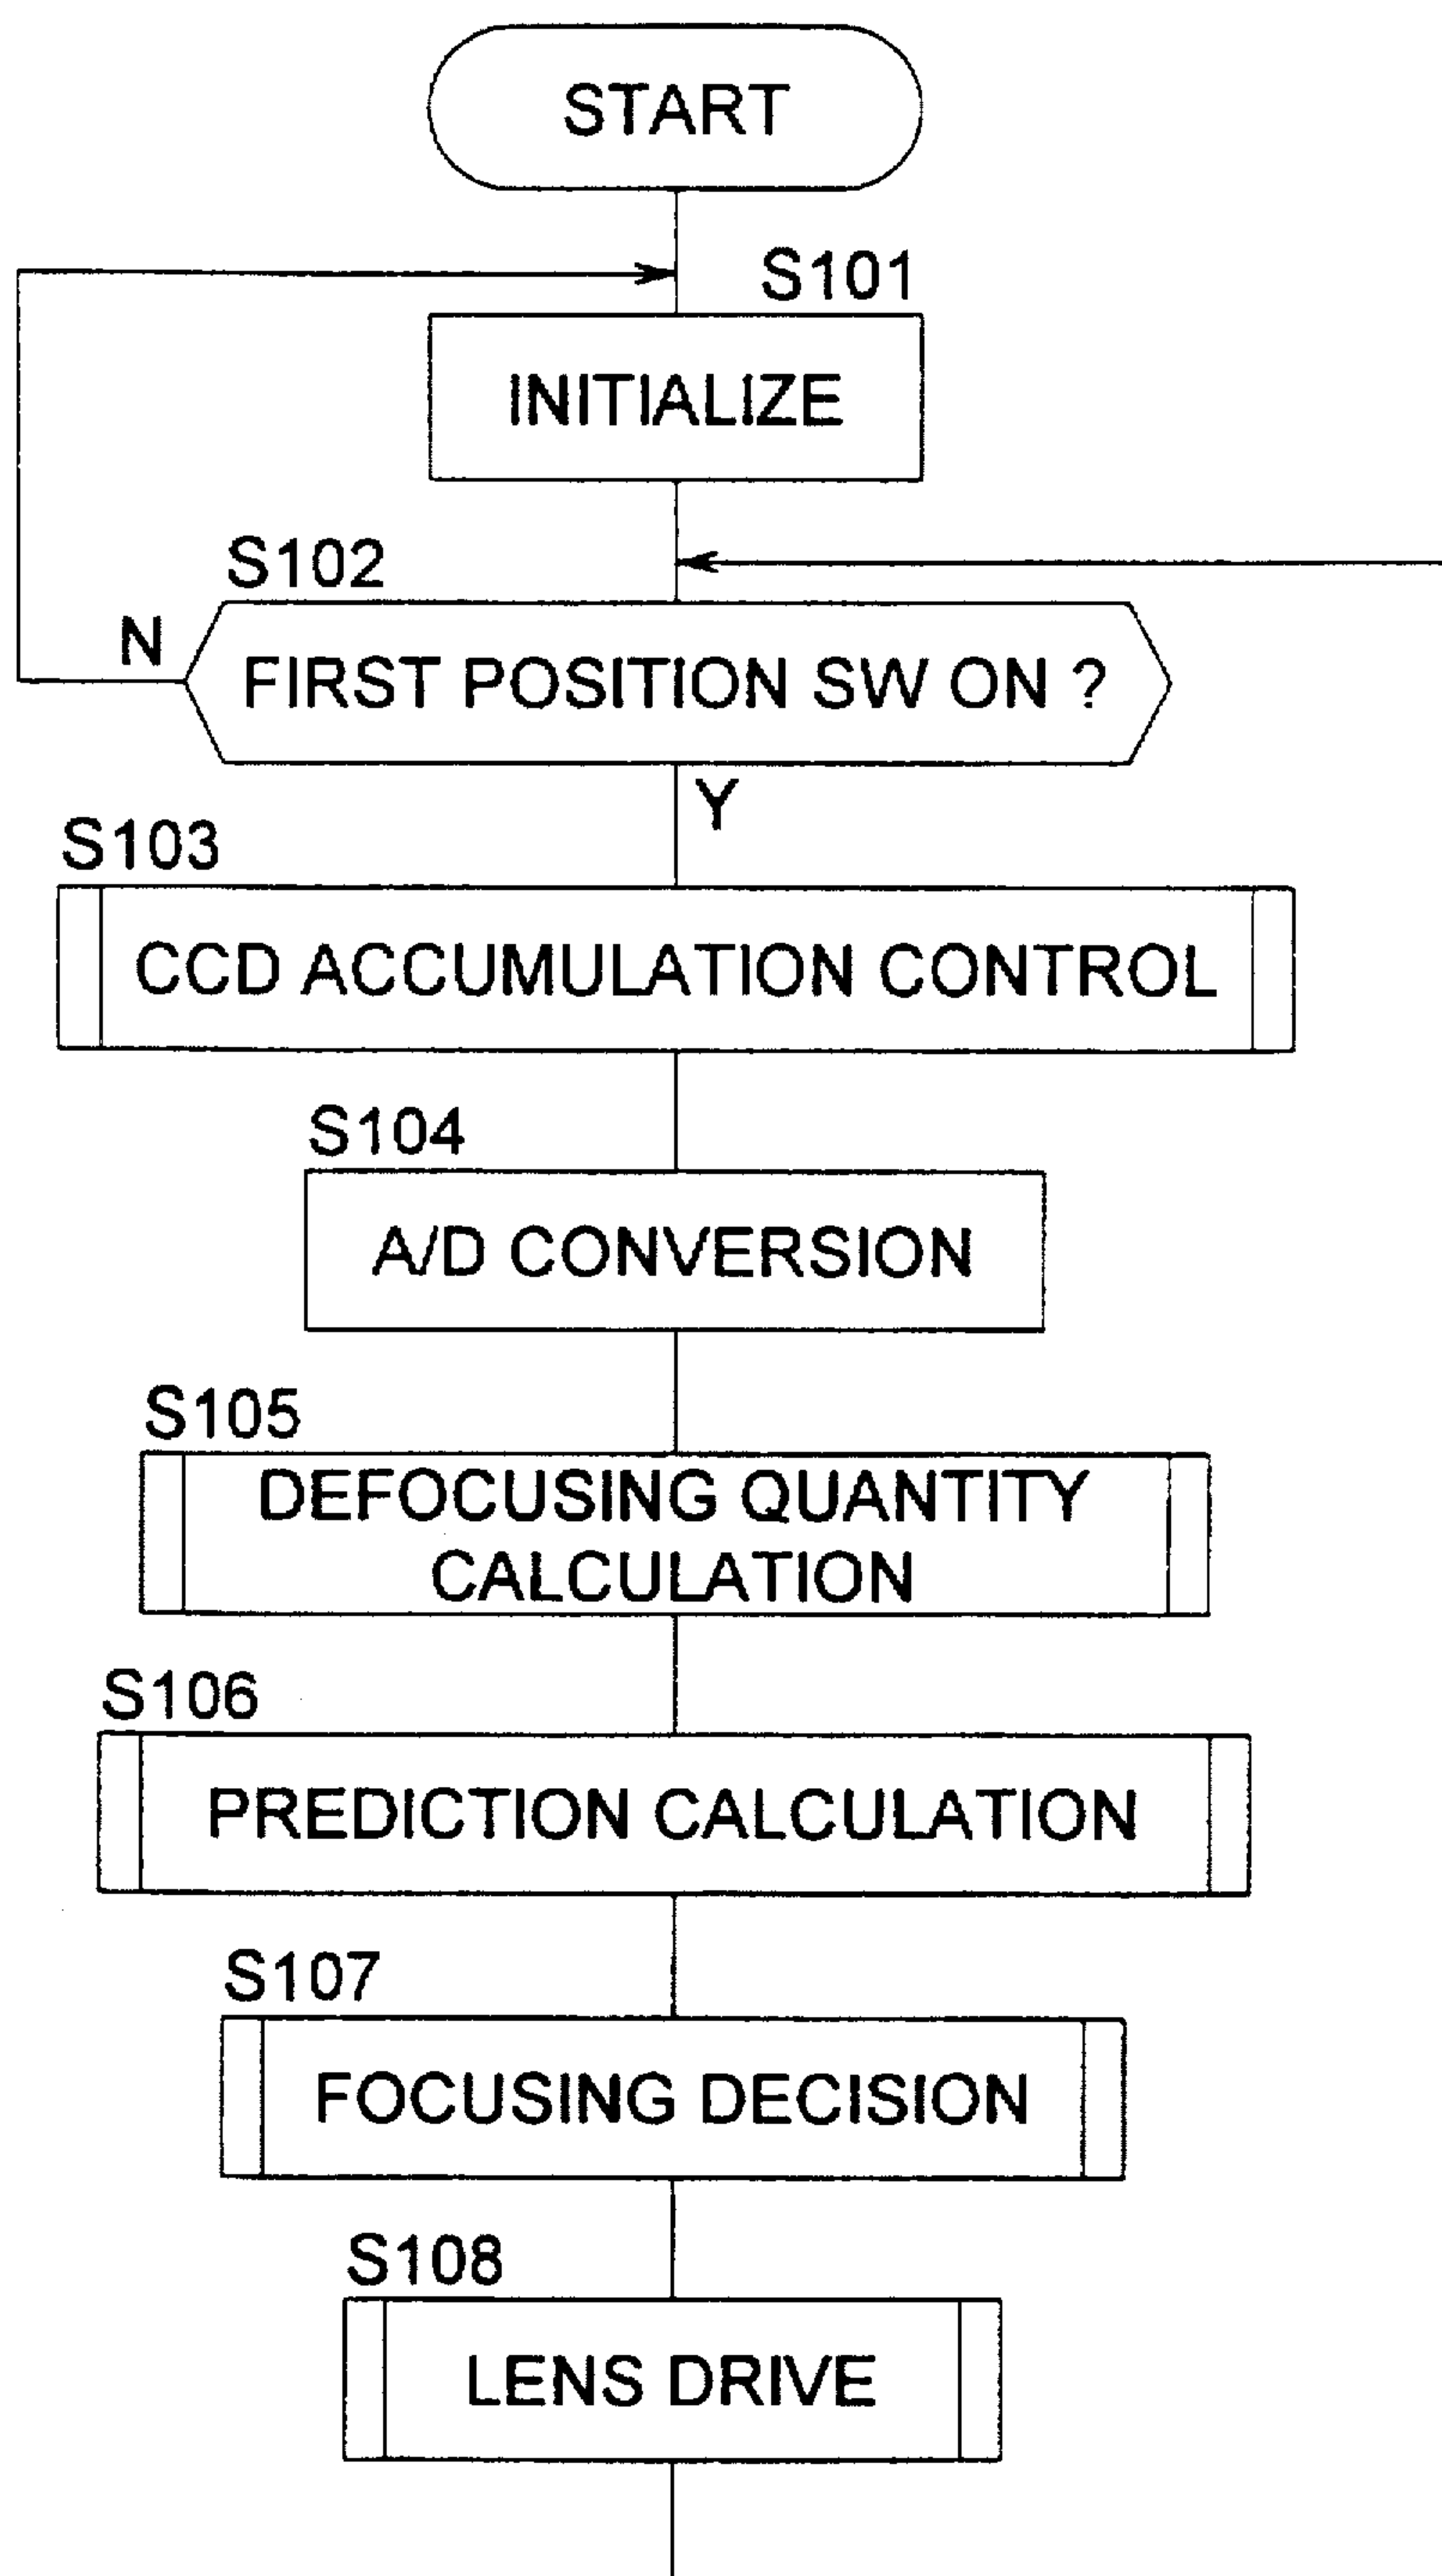 START
S101
INITIALIZE
S102
N
FIRST POSITION SW ON ?
Y
S103
CCD ACCUMULATION CONTROL
S104
A/D CONVERSION
S105
DEFOCUSING QUANTITY
CALCULATION
S106
PREDICTION CALCULATION
S107
FOCUSING DECISION
S108
LENS DRIVE